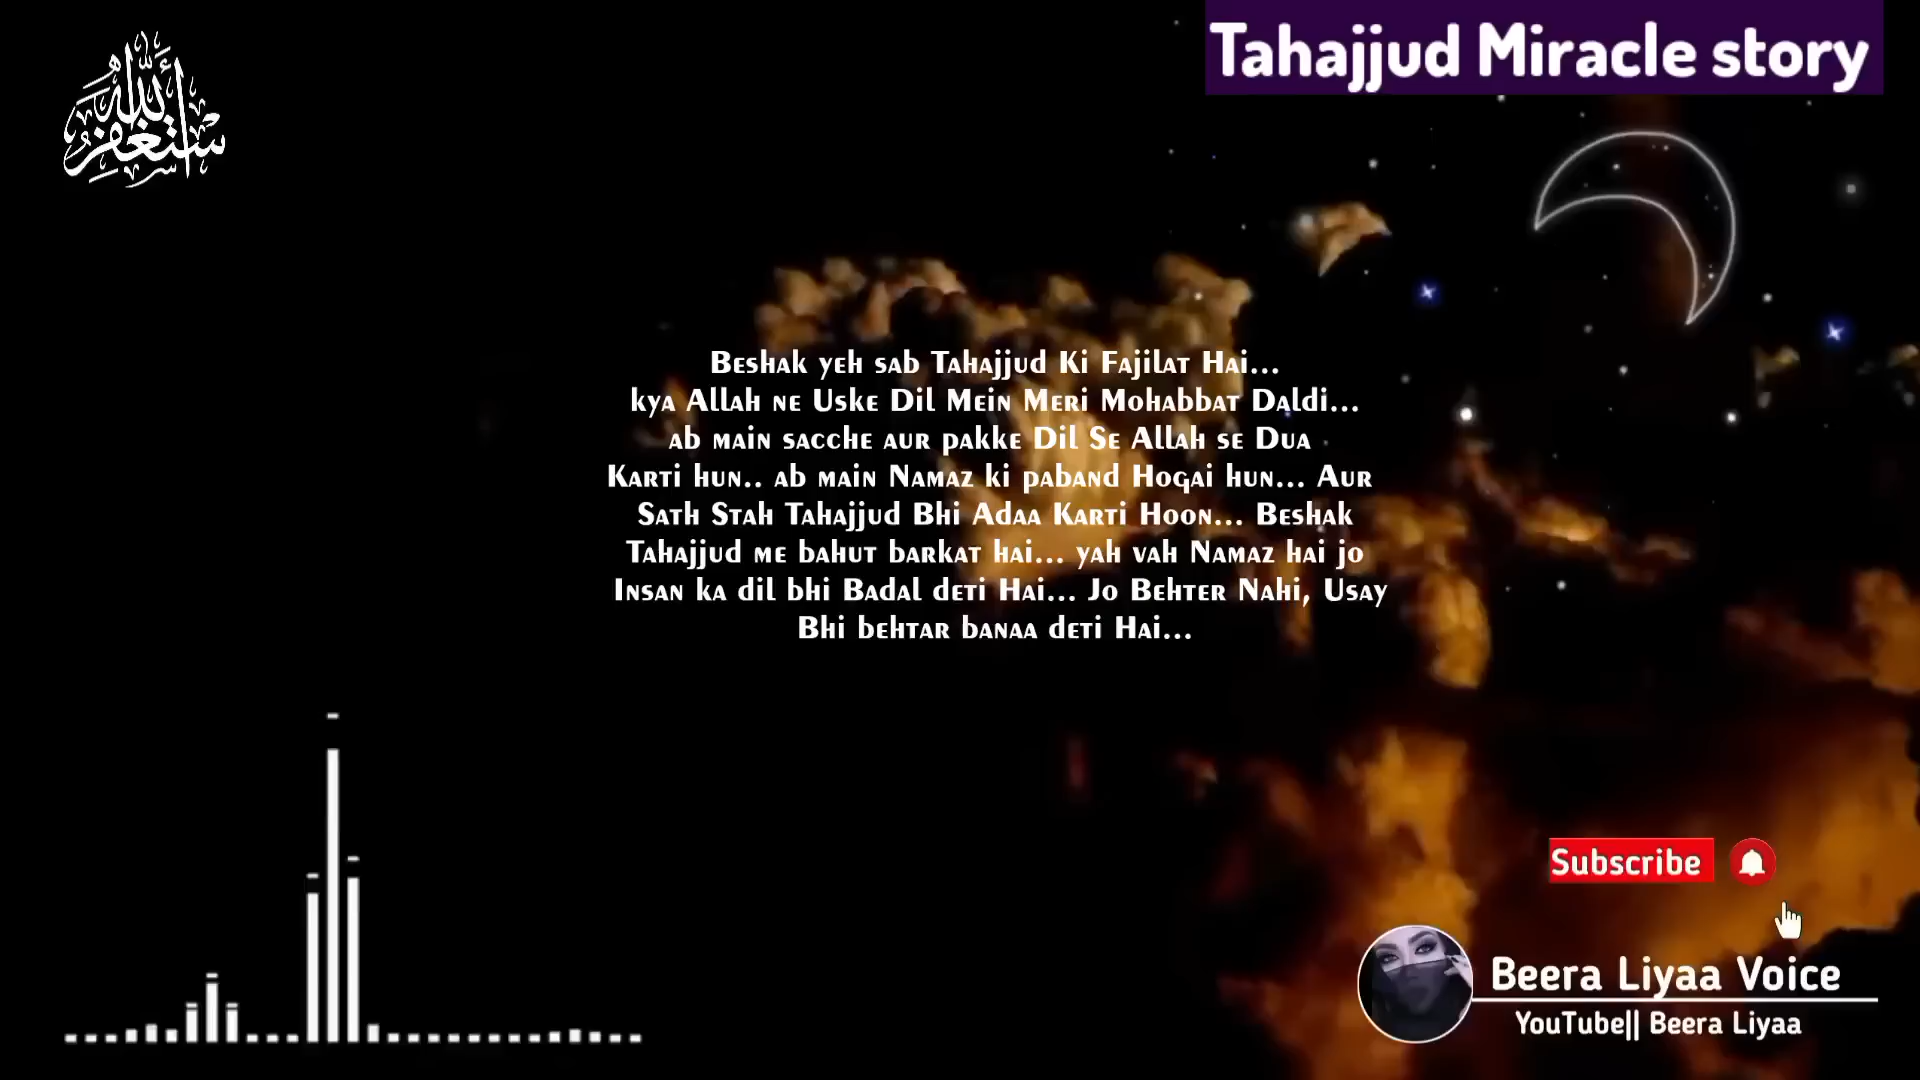 أستغفر الله
Tahajjud Miracle story
Beshak yeh sab Tahajjud Ki Fajilat Hai...
kya Allah ne Uske Dil Mein Meri Mohabbat Daldi...
ab main sacche aur pakke Dil Se Allah se Dua
Karti hun.. ab main Namaz ki paband Hogai hun... Aur
Sath Stah Tahajjud Bhi Adaa Karti Hoon... Beshak
Tahajjud me bahut barkat hai... yah vah Namaz hai jo
Insan ka dil bhi Badal deti Hai... Jo Behter Nahi, Usay
Bhi behtar banaa deti Hai...
Subscribe
Beera Liyaa Voice
YouTube|| Beera Liyaa